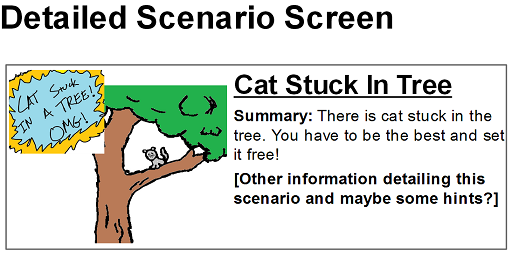 Detailed Scenario Screen
CAT Stuck
IN A TREE!
OMG!!
Cat Stuck In Tree
Summary: There is cat stuck in the
tree. You have to be the best and set
it free!
[Other information detailing this
scenario and maybe some hints?]